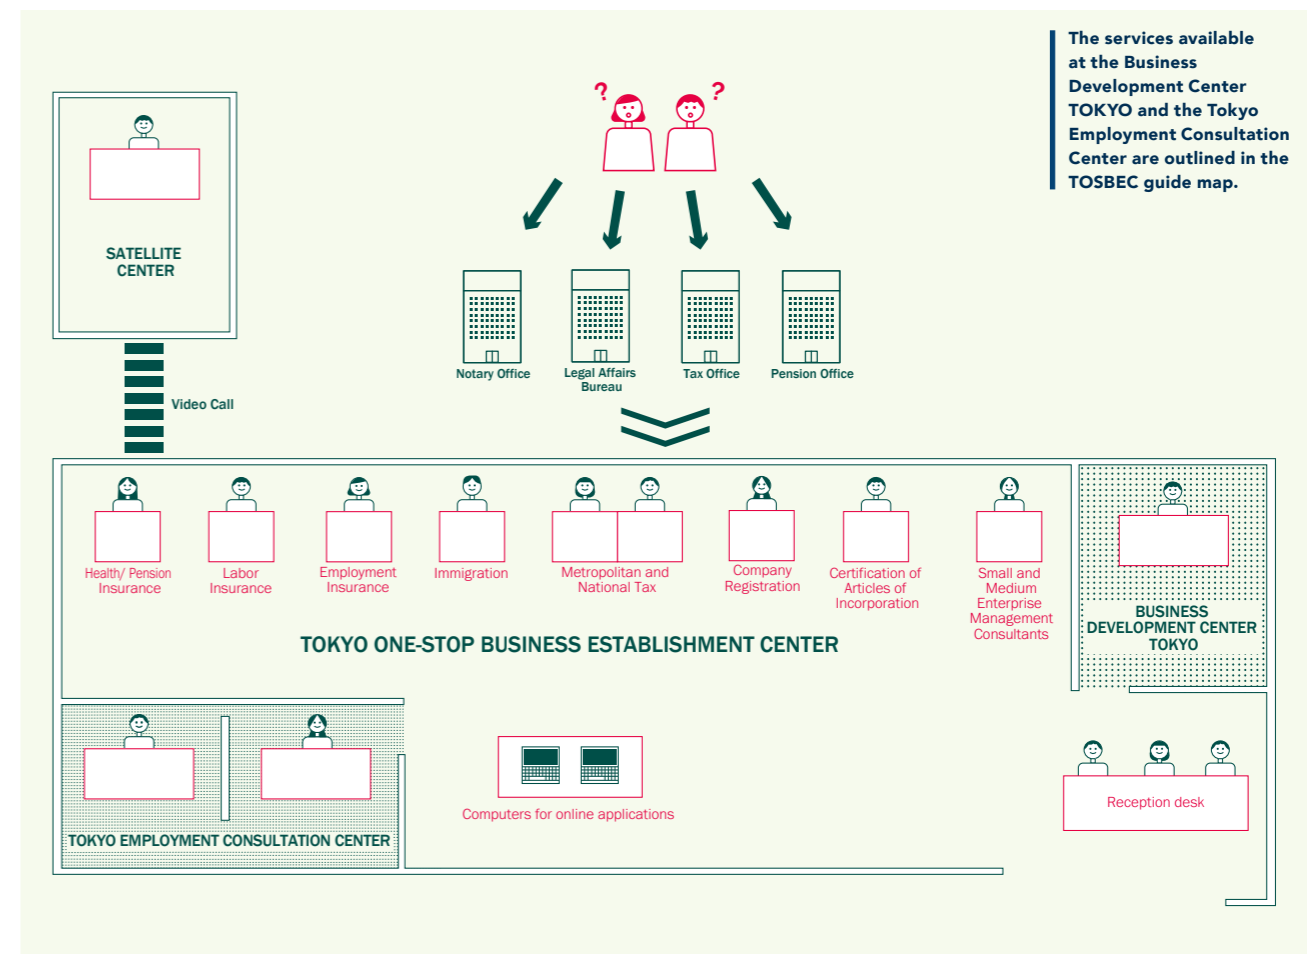 The services available
at the Business
Development Center
TOKYO and the Tokyo
Employment Consultation
Center are outlined in the
TOSBEC guide map.
? ?
SATELLITE
CENTER
Notary Office
Legal Affairs
Bureau
Tax Office
Pension Office
Video Call
Health/ Pension
Insurance
Labor
Insurance
Employment
Insurance
Immigration
Metropolitan and
National Tax
Company
Registration
Certification of
Articles of
Incorporation
Small and
Medium
Enterprise
Management
Consultants
BUSINESS
DEVELOPMENT CENTER
TOKYO
TOKYO ONE-STOP BUSINESS ESTABLISHMENT CENTER
TOKYO EMPLOYMENT CONSULTATION CENTER
Computers for online applications
Reception desk